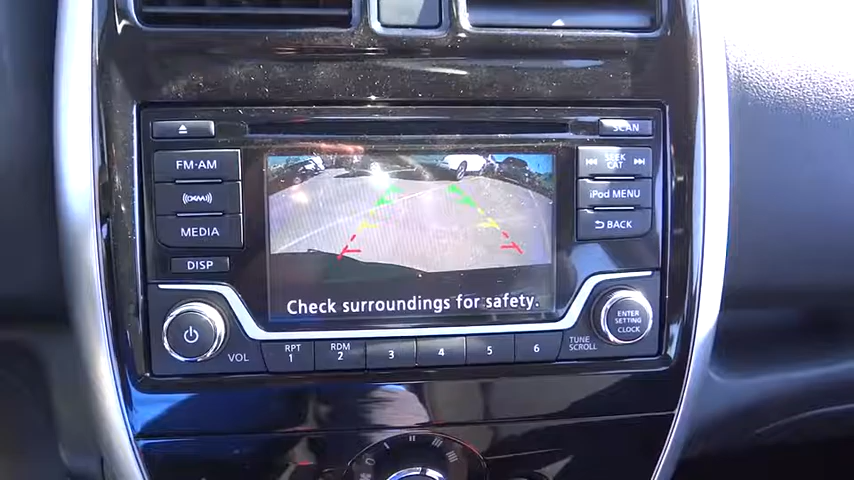 SCAN
FM·AM
SEEK
CAT
((XM))
iPod MENU
MEDIA
BACK
DISP
Check surroundings for safety.
ENTER
SETTING
CLOCK
VOL
RPT
1
RDM
2
3
4
5
6
TUNE
SCROLL